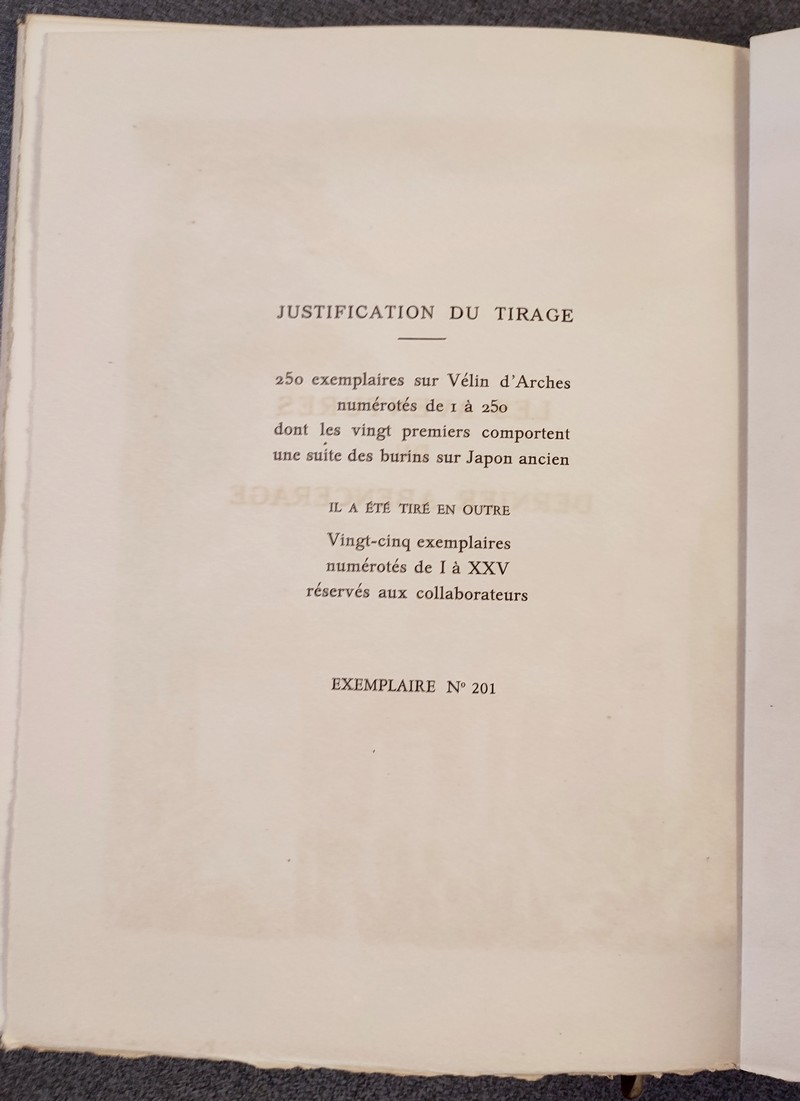 JUSTIFICATION DU TIRAGE
250 exemplaires sur Vélin d'Arches
numérotés de 1 à 250
dont les vingt premiers comportent
une suite des burins sur Japon ancien
IL A ÉTÉ TIRÉ EN OUTRE
Vingt-cinq exemplaires
numérotés de I à XXV
réservés aux collaborateurs
EXEMPLAIRE Nº 201